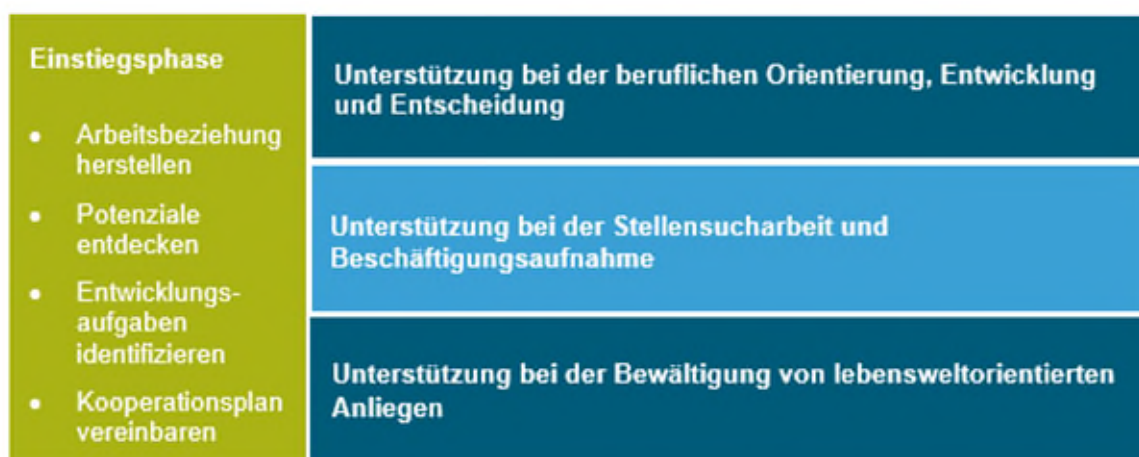 Einstiegsphase
• Arbeitsbeziehung
herstellen
• Potenziale
entdecken
• Entwicklungs-
aufgaben
identifizieren
• Kooperationsplan
vereinbaren
Unterstützung bei der beruflichen Orientierung, Entwicklung
und Entscheidung
Unterstützung bei der Stellensucharbeit und
Beschäftigungsaufnahme
Unterstützung bei der Bewältigung von lebensweltorientierten
Anliegen